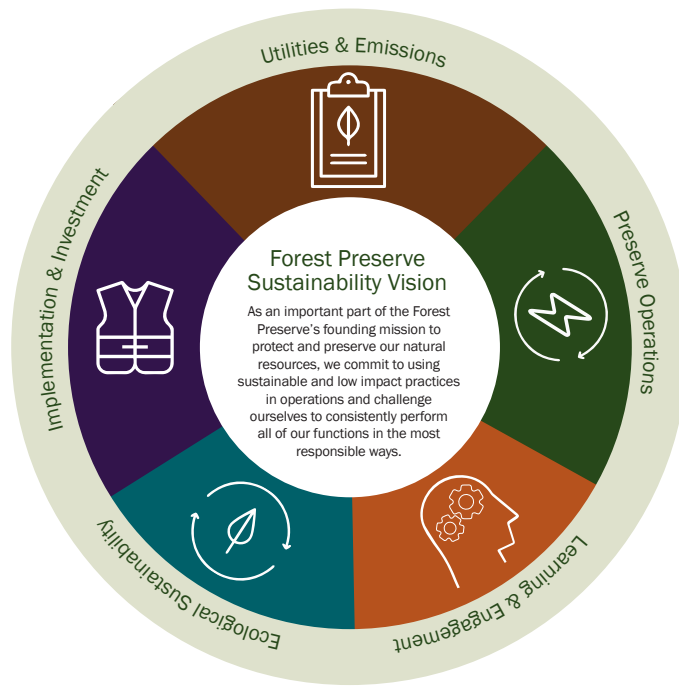 Utilities & Emissions
Preserve Operations
Learning & Engagement
Ecological Sustainability
Implementation & Investment
Forest Preserve
Sustainability Vision
As an important part of the Forest
Preserve’s founding mission to
protect and preserve our natural
resources, we commit to using
sustainable and low impact practices
in operations and challenge
ourselves to consistently perform
all of our functions in the most
responsible ways.